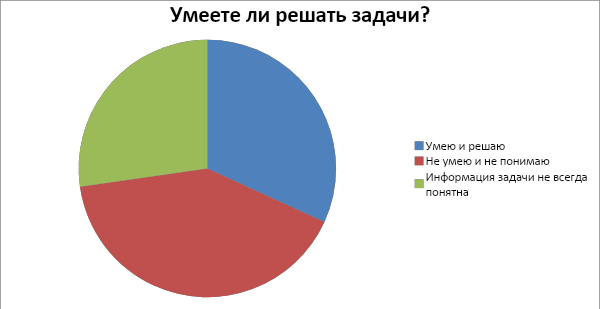 Умеете ли решать задачи?
Умею и решаю
Не умею и не понимаю
Информация задачи не всегда
понятна